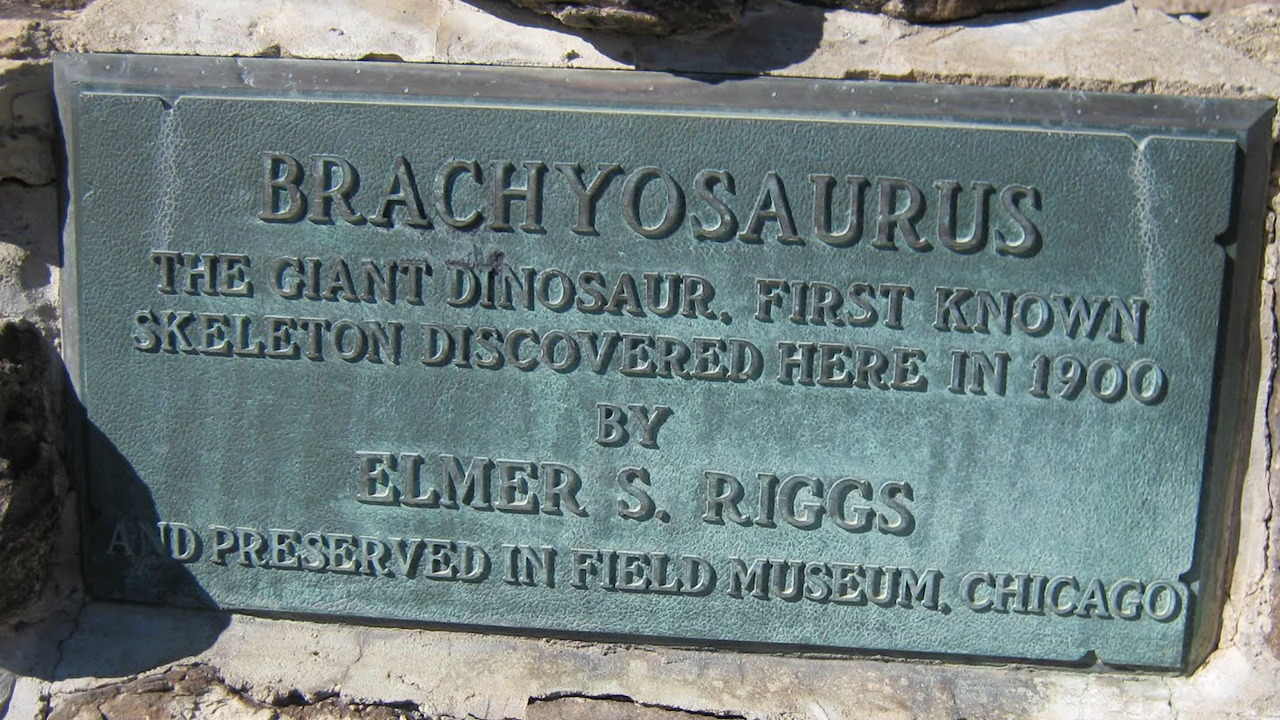 BRACHYOSAURUS
THE GIANT DINOSAUR, FIRST KNOWN
SKELETON DISCOVERED HERE IN 1900
BY
ELMER S. RIGGS
AND PRESERVED IN FIELD MUSEUM, CHICAGO